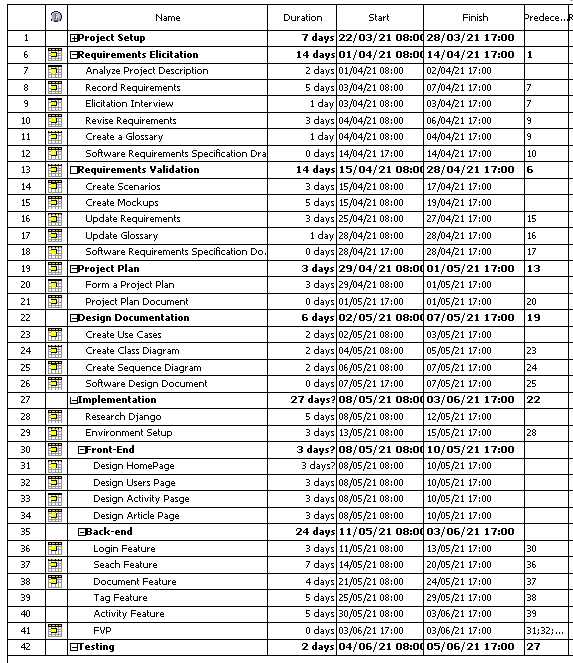 Name Duration Start Finish Predece...
1 Project Setup 7 days 22/03/21 08:00 28/03/21 17:00
6 Requirements Elicitation 14 days 01/04/21 08:00 14/04/21 17:00 1
7 Analyze Project Description 2 days 01/04/21 08:00 02/04/21 17:00
8 Record Requirements 5 days 03/04/21 08:00 07/04/21 17:00 7
9 Elicitation Interview 1 day 03/04/21 08:00 03/04/21 17:00 7
10 Revise Requirements 3 days 04/04/21 08:00 06/04/21 17:00 9
11 Create a Glossary 1 day 04/04/21 08:00 04/04/21 17:00 9
12 Software Requirements Specification Dra 0 days 14/04/21 17:00 14/04/21 17:00 10
13 Requirements Validation 14 days 15/04/21 08:00 28/04/21 17:00 6
14 Create Scenarios 3 days 15/04/21 08:00 17/04/21 17:00
15 Create Mockups 5 days 15/04/21 08:00 19/04/21 17:00
16 Update Requirements 3 days 25/04/21 08:00 27/04/21 17:00 15
17 Update Glossary 1 day 28/04/21 08:00 28/04/21 17:00 16
18 Software Requirements Specification Do... 0 days 28/04/21 17:00 28/04/21 17:00 17
19 Project Plan 3 days 29/04/21 08:00 01/05/21 17:00 13
20 Form a Project Plan 3 days 29/04/21 08:00 01/05/21 17:00
21 Project Plan Document 0 days 01/05/21 17:00 01/05/21 17:00 20
22 Design Documentation 6 days 02/05/21 08:00 07/05/21 17:00 19
23 Create Use Cases 2 days 02/05/21 08:00 03/05/21 17:00
24 Create Class Diagram 2 days 04/05/21 08:00 05/05/21 17:00 23
25 Create Sequence Diagram 2 days 06/05/21 08:00 07/05/21 17:00 24
26 Software Design Document 0 days 07/05/21 17:00 07/05/21 17:00 25
27 Implementation 27 days? 08/05/21 08:00 03/06/21 17:00 22
28 Research Django 5 days 08/05/21 08:00 12/05/21 17:00
29 Environment Setup 3 days 13/05/21 08:00 15/05/21 17:00 28
30 Front-End 3 days? 08/05/21 08:00 10/05/21 17:00
31 Design HomePage 3 days? 08/05/21 08:00 10/05/21 17:00
32 Design Users Page 3 days 08/05/21 08:00 10/05/21 17:00
33 Design Activity Pasge 3 days 08/05/21 08:00 10/05/21 17:00
34 Design Article Page 3 days 08/05/21 08:00 10/05/21 17:00
35 Back-end 24 days 11/05/21 08:00 03/06/21 17:00
36 Login Feature 3 days 11/05/21 08:00 13/05/21 17:00 30
37 Seach Feature 7 days 14/05/21 08:00 20/05/21 17:00 36
38 Document Feature 4 days 21/05/21 08:00 24/05/21 17:00 37
39 Tag Feature 5 days 25/05/21 08:00 29/05/21 17:00 38
40 Activity Feature 5 days 30/05/21 08:00 03/06/21 17:00 39
41 FVP 0 days 03/06/21 17:00 03/06/21 17:00 31;32;...
42 Testing 2 days 04/06/21 08:00 05/06/21 17:00 27